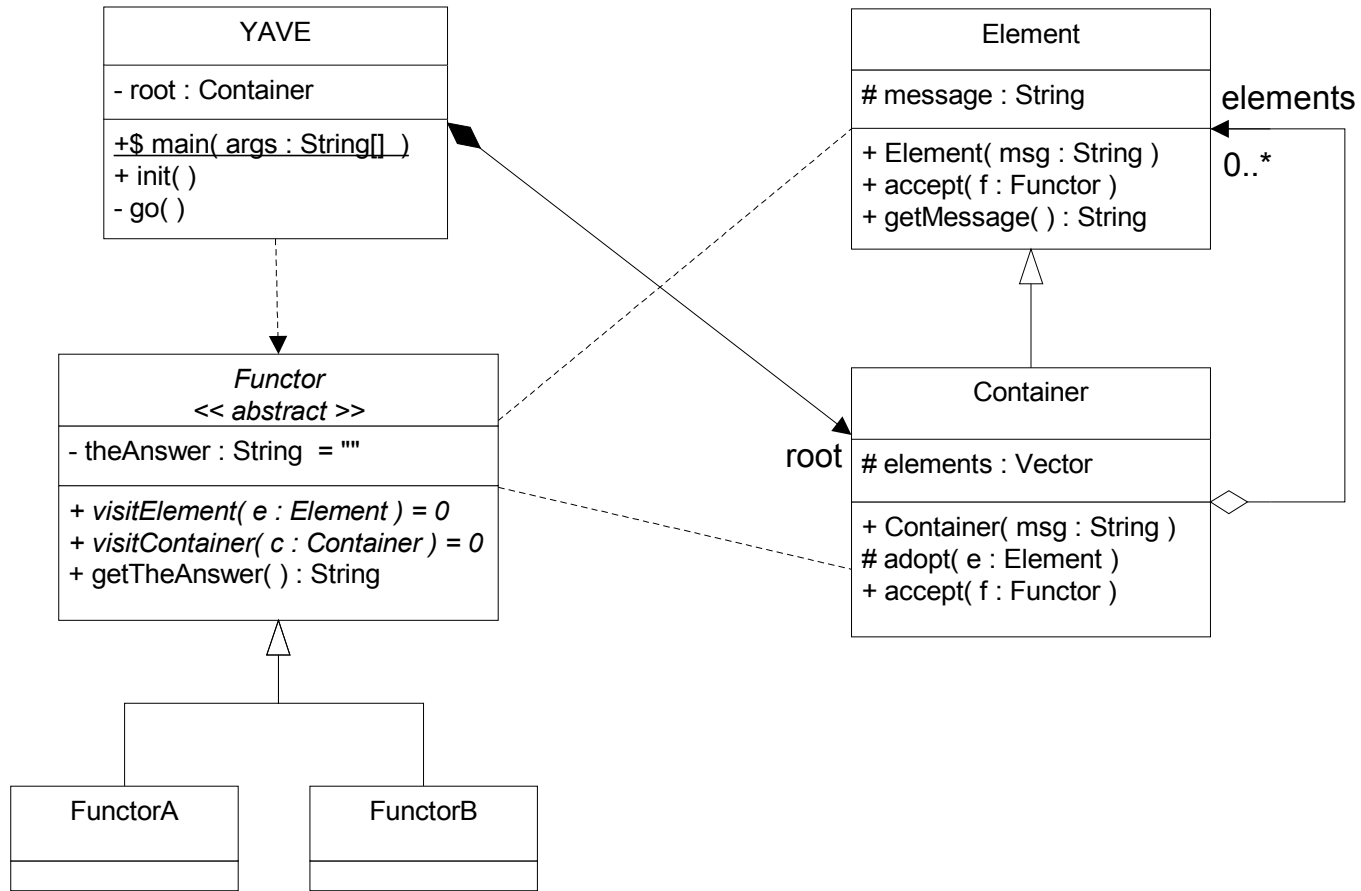 YAVE
- root : Container
+$ main( args : String[] )
+ init( )
- go( )
Element
# message : String
+ Element( msg : String )
+ accept( f : Functor )
+ getMessage( ) : String
elements
0..*
Functor
<< abstract >>
- theAnswer : String = ""
+ visitElement( e : Element ) = 0
+ visitContainer( c : Container ) = 0
+ getTheAnswer( ) : String
root
Container
# elements : Vector
+ Container( msg : String )
# adopt( e : Element )
+ accept( f : Functor )
FunctorA
FunctorB